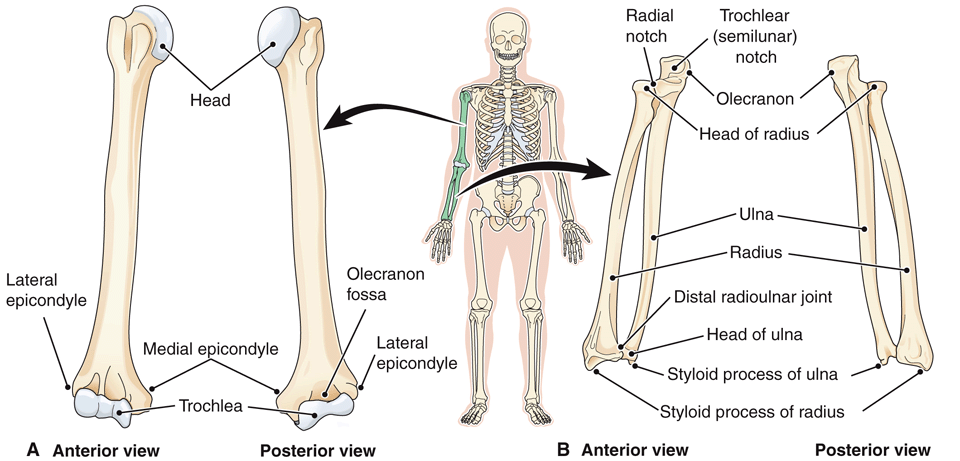 Head
Lateral
epicondyle
Medial epicondyle
Trochlea
Olecranon
fossa
Lateral
epicondyle
A Anterior view
Posterior view
Radial
notch
Trochlear
(semilunar)
notch
Olecranon
Head of radius
Ulna
Radius
Distal radioulnar joint
Head of ulna
Styloid process of ulna
Styloid process of radius
B Anterior view
Posterior view